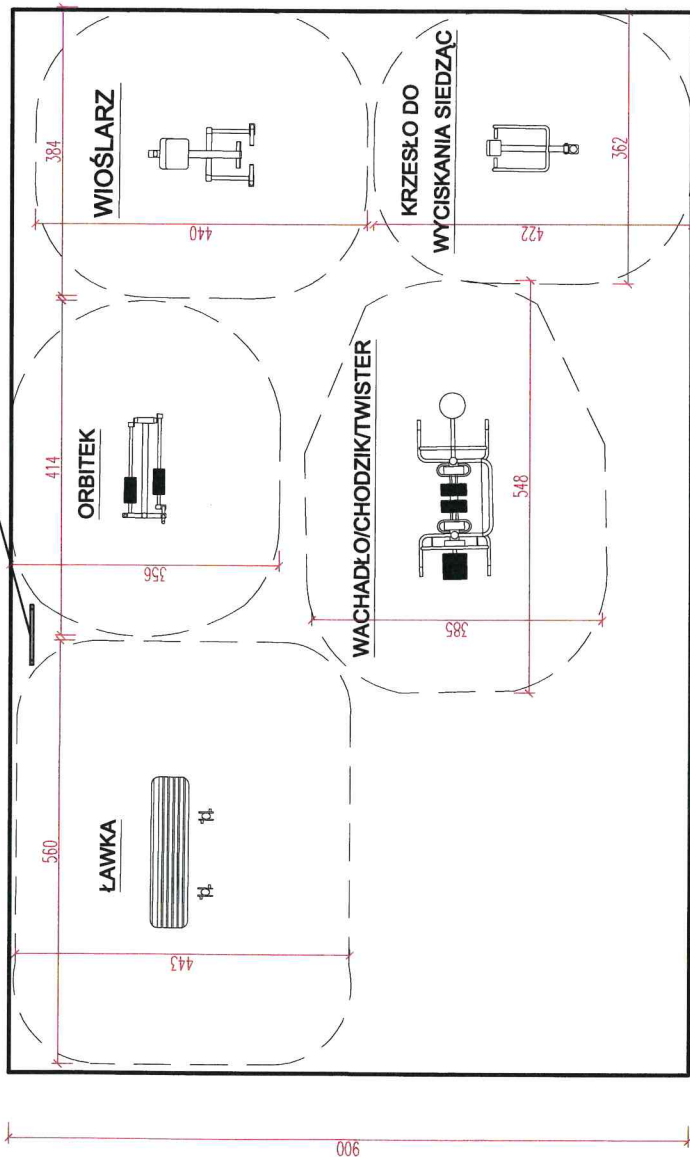 ŁAWKA
560
443
ORBITEK
414
356
WIOŚLARZ
384
440
WACHADŁO/CHODZIK/TWISTER
548
385
KRZESŁO DO
WYCISKANIA SIEDZĄC
362
422
900